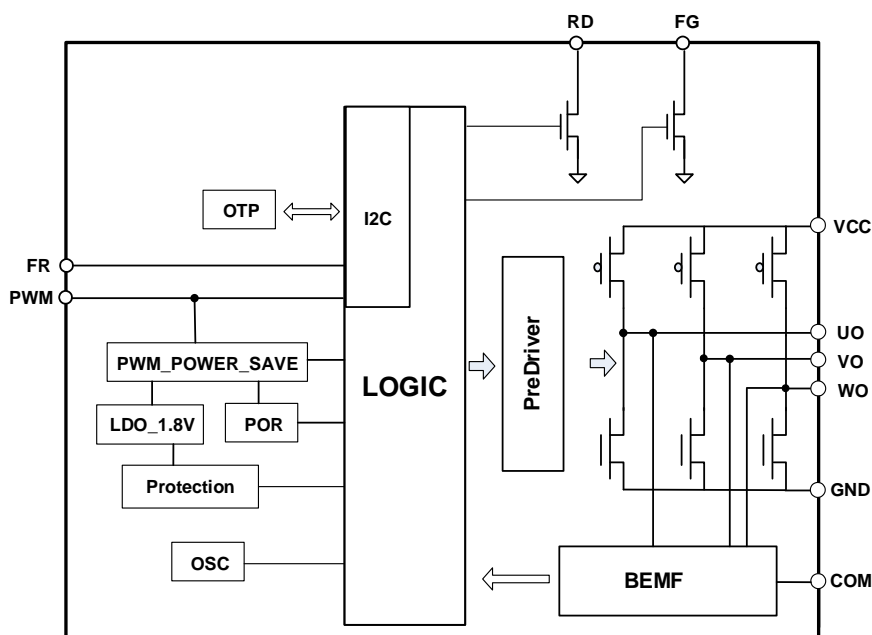 RD
FG
OTP
I2C
VCC
FR
PWM
UO
PWM_POWER_SAVE
LOGIC
PreDriver
VO
WO
LDO_1.8V
POR
Protection
GND
OSC
BEMF
COM